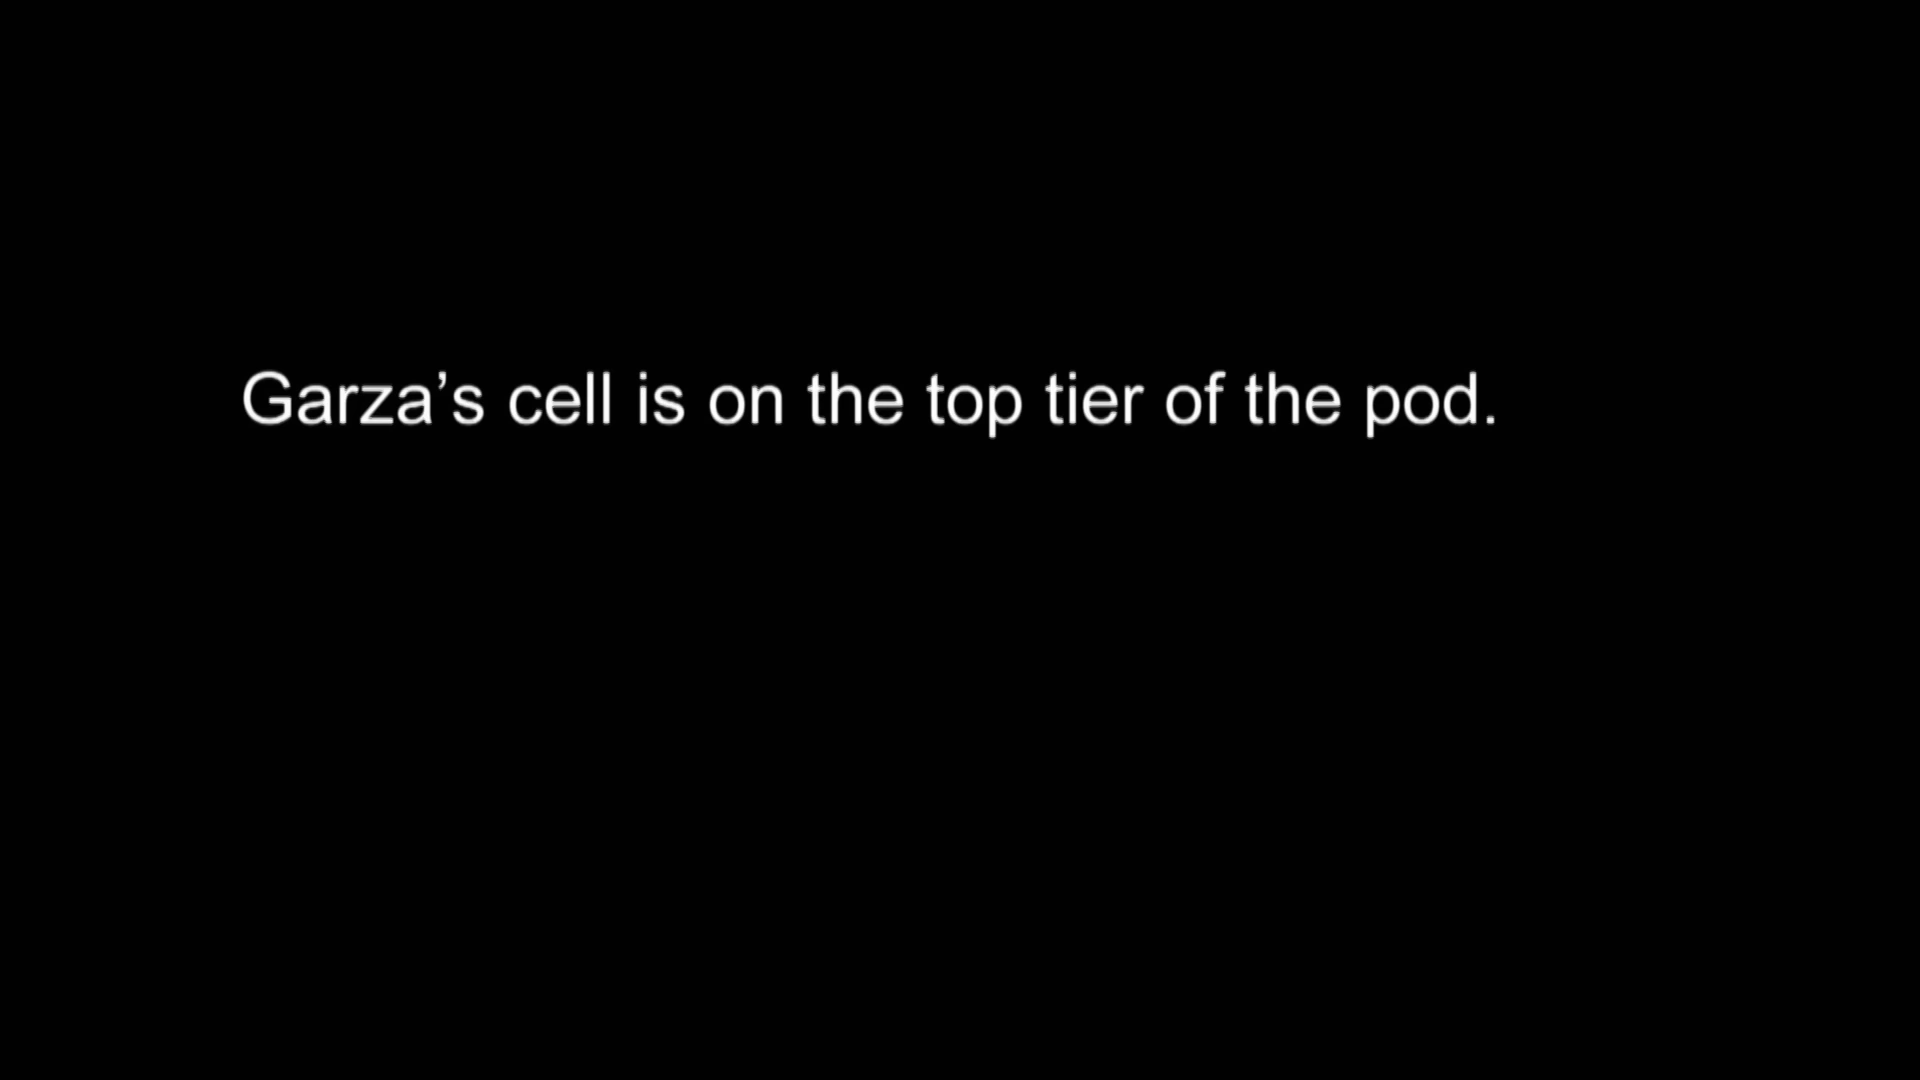 Garza’s cell is on the top tier of the pod.